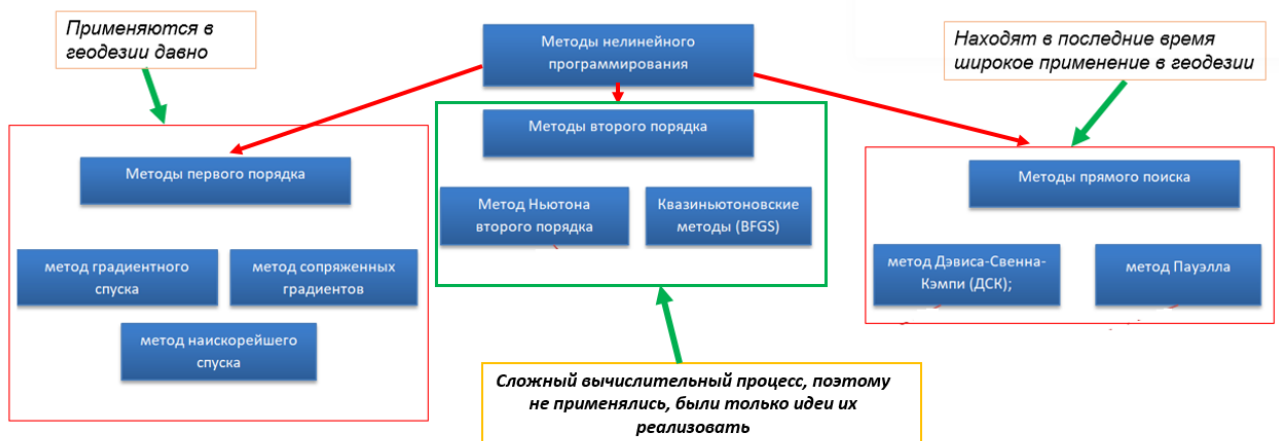 Применяются в
геодезии давно
Методы нелинейного
программирования
Находят в последнее время
широкое применение в геодезии
Методы первого порядка
Методы второго порядка
Методы прямого поиска
метод градиентного
спуска
метод сопряженных
градиентов
метод наискорейшего
спуска
Метод Ньютона
второго порядка
Квазиньютоновские
методы (BFGS)
метод Дэвиса-Свенна-
Кэмпи (ДСК);
метод Пауэлла
Сложный вычислительный процесс, поэтому
не применялись, были только идеи их
реализовать